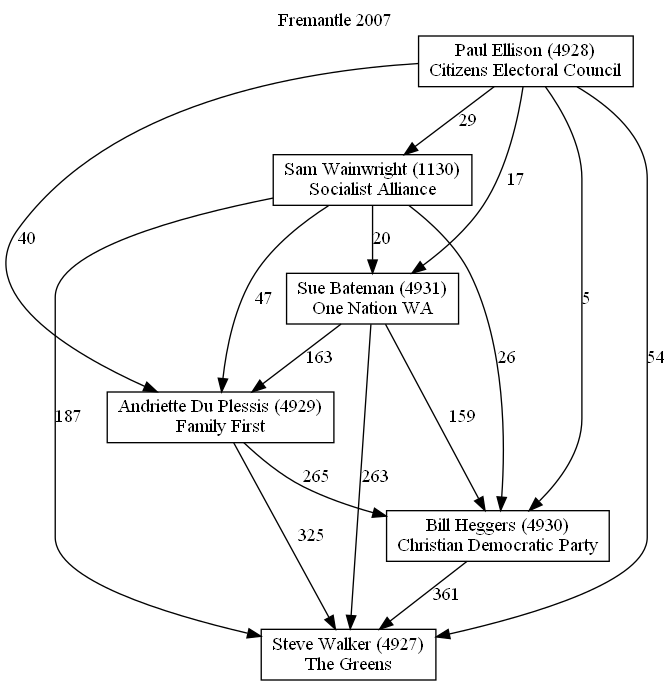 Fremantle 2007
Paul Ellison (4928)
Citizens Electoral Council
29
Sam Wainwright (1130)
Socialist Alliance
17
40
20
47
5
Sue Bateman (4931)
One Nation WA
163
26
54
Andriette Du Plessis (4929)
Family First
187
159
265
263
325
Bill Heggers (4930)
Christian Democratic Party
361
Steve Walker (4927)
The Greens